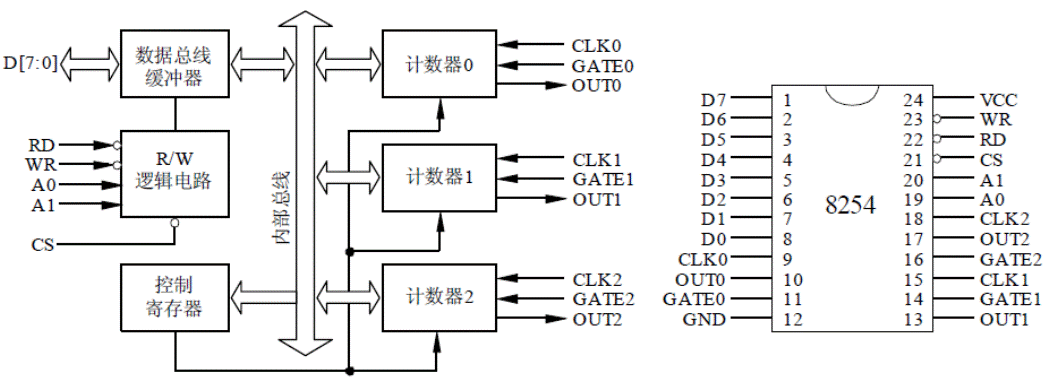 D[7:0]
数据总线
缓冲器
RD
WR
A0
A1
R/W
逻辑电路
CS
控制
寄存器
内部总线
计数器0
CLK0
GATE0
OUT0
计数器1
CLK1
GATE1
OUT1
计数器2
CLK2
GATE2
OUT2
8254
D7 1 24 VCC
D6 2 23 WR
D5 3 22 RD
D4 4 21 CS
D3 5 20 A1
D2 6 19 A0
D1 7 18 CLK2
D0 8 17 OUT2
CLK0 9 16 GATE2
OUT0 10 15 CLK1
GATE0 11 14 GATE1
GND 12 13 OUT1